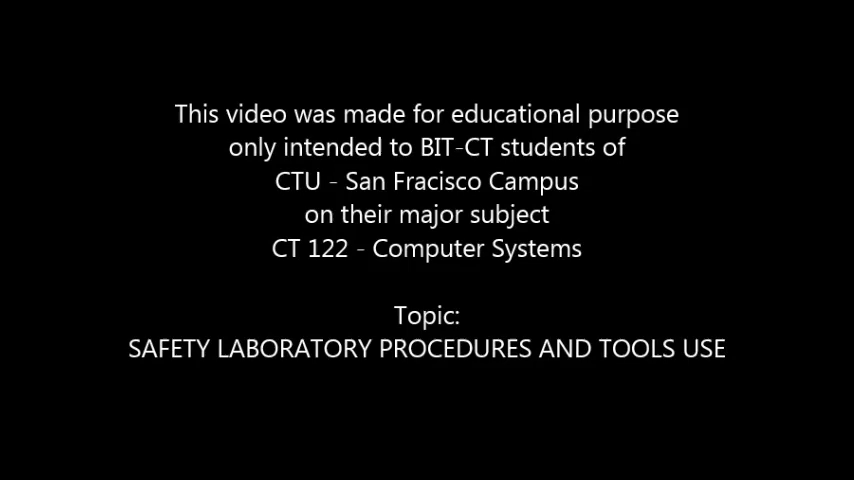 This video was made for educational purpose
only intended to BIT-CT students of
CTU - San Fracisco Campus
on their major subject
CT 122 - Computer Systems
Topic:
SAFETY LABORATORY PROCEDURES AND TOOLS USE